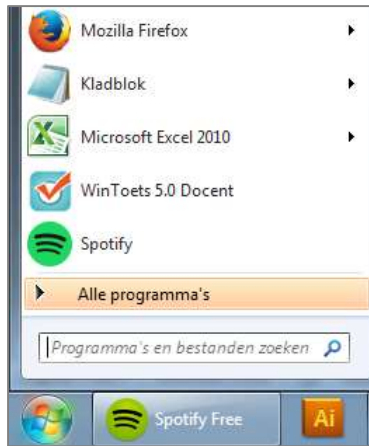 Mozilla Firefox
Kladblok
Microsoft Excel 2010
WinToets 5.0 Docent
Spotify
Alle programma's
Programma's en bestanden zoeken
Spotify Free
Ai